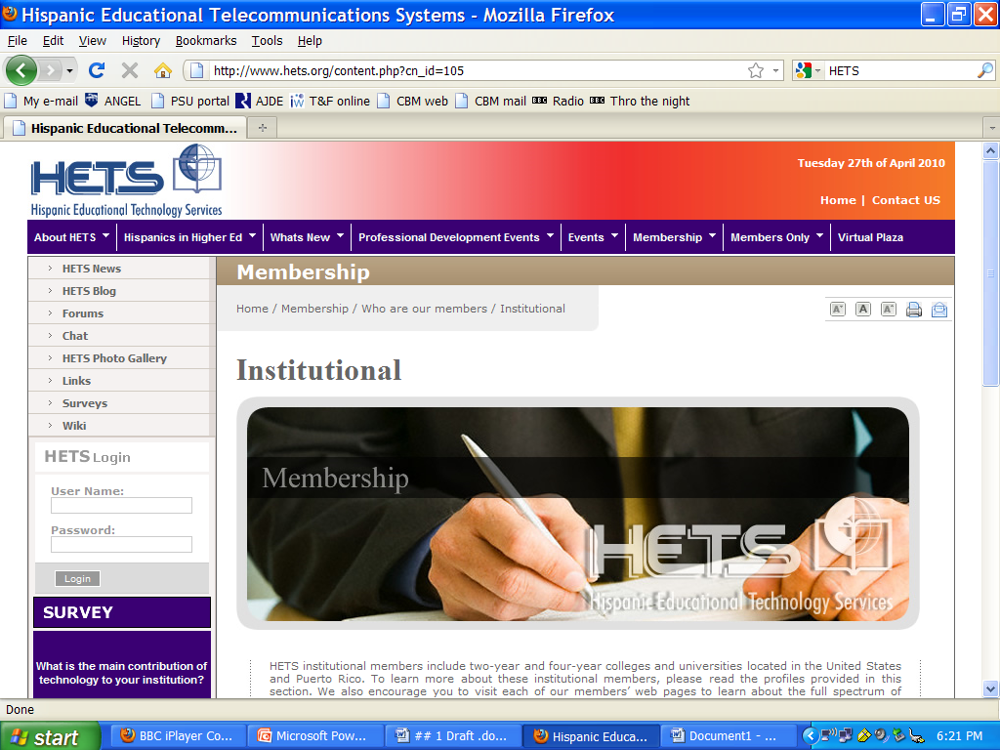 Hispanic Educational Telecommunications Systems - Mozilla Firefox
File Edit View History Bookmarks Tools Help
http://www.hets.org/content.php?cn_id=105
HETS
My e-mail ANGEL PSU portal AJDE T&F online CBM web CBM mail BBC Radio BBC Thro the night
Hispanic Educational Telecomm...
HETS
Hispanic Educational Technology Services
Tuesday 27th of April 2010
Home | Contact US
About HETS Hispanics in Higher Ed Whats New Professional Development Events Events Membership Members Only Virtual Plaza
HETS News
HETS Blog
Forums
Chat
HETS Photo Gallery
Links
Surveys
Wiki
HETS Login
User Name:
Password:
Login
SURVEY
What is the main contribution of
technology to your institution?
Membership
Home / Membership / Who are our members / Institutional
A A A
Institutional
Membership
HETS
Hispanic Educational Technology Services
HETS institutional members include two-year and four-year colleges and universities located in the United States
and Puerto Rico. To learn more about these institutional members, please read the profiles provided in this
section. We also encourage you to visit each of our members' web pages to learn about the full spectrum of
Done
start BBC iPlayer Co... Microsoft Pow... ## 1 Draft .do... Hispanic Educa... Document1 - ... 6:21 PM